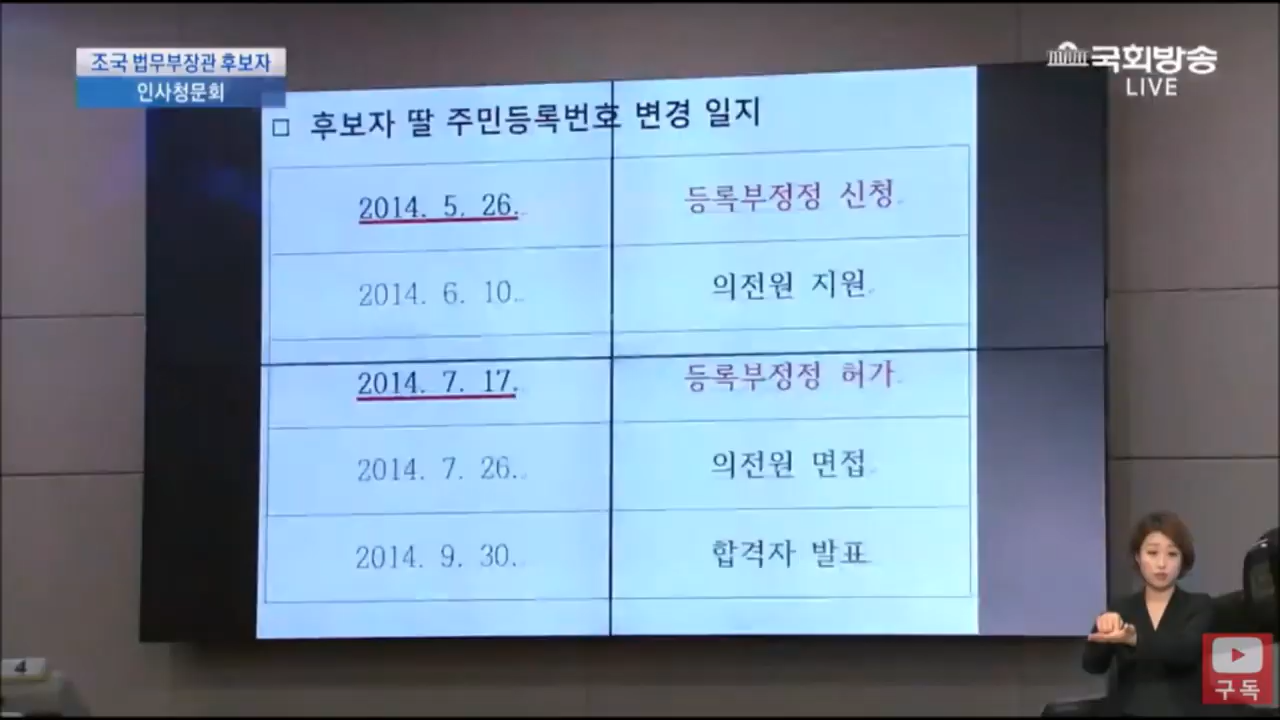 조국 법무부장관 후보자
인사청문회
국회방송
LIVE
□ 후보자 딸 주민등록번호 변경 일지
2014. 5. 26. 등록부정정 신청
2014. 6. 10. 의전원 지원
2014. 7. 17. 등록부정정 허가
2014. 7. 26. 의전원 면접
2014. 9. 30. 합격자 발표
4
구독